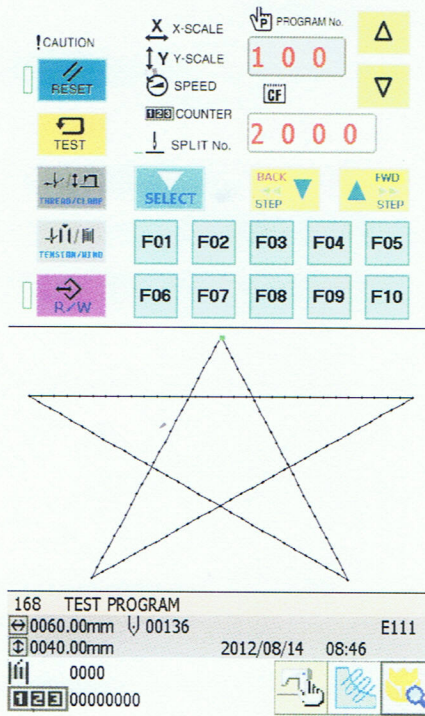 !CAUTION
X X-SCALE
P PROGRAM No.
Y Y-SCALE
100
RESET
SPEED
CF
123 COUNTER
TEST
SPLIT No.
2000
THREAD/CLAMP
SELECT
BACK
STEP
FWD
STEP
TENSION/WIND
F01 F02 F03 F04 F05
R/W
F06 F07 F08 F09 F10
168 TEST PROGRAM
0060.00mm 00136 E111
0040.00mm 2012/08/14 08:46
0000
123 00000000